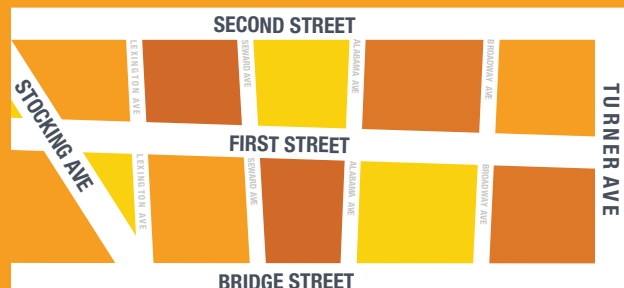 SECOND STREET
LEXINGTON AVE
SEWARD AVE
ALABAMA AVE
BROADWAY AVE
TURNER AVE
STOCKING AVE
FIRST STREET
LEXINGTON AVE
SEWARD AVE
ALABAMA AVE
BROADWAY AVE
BRIDGE STREET